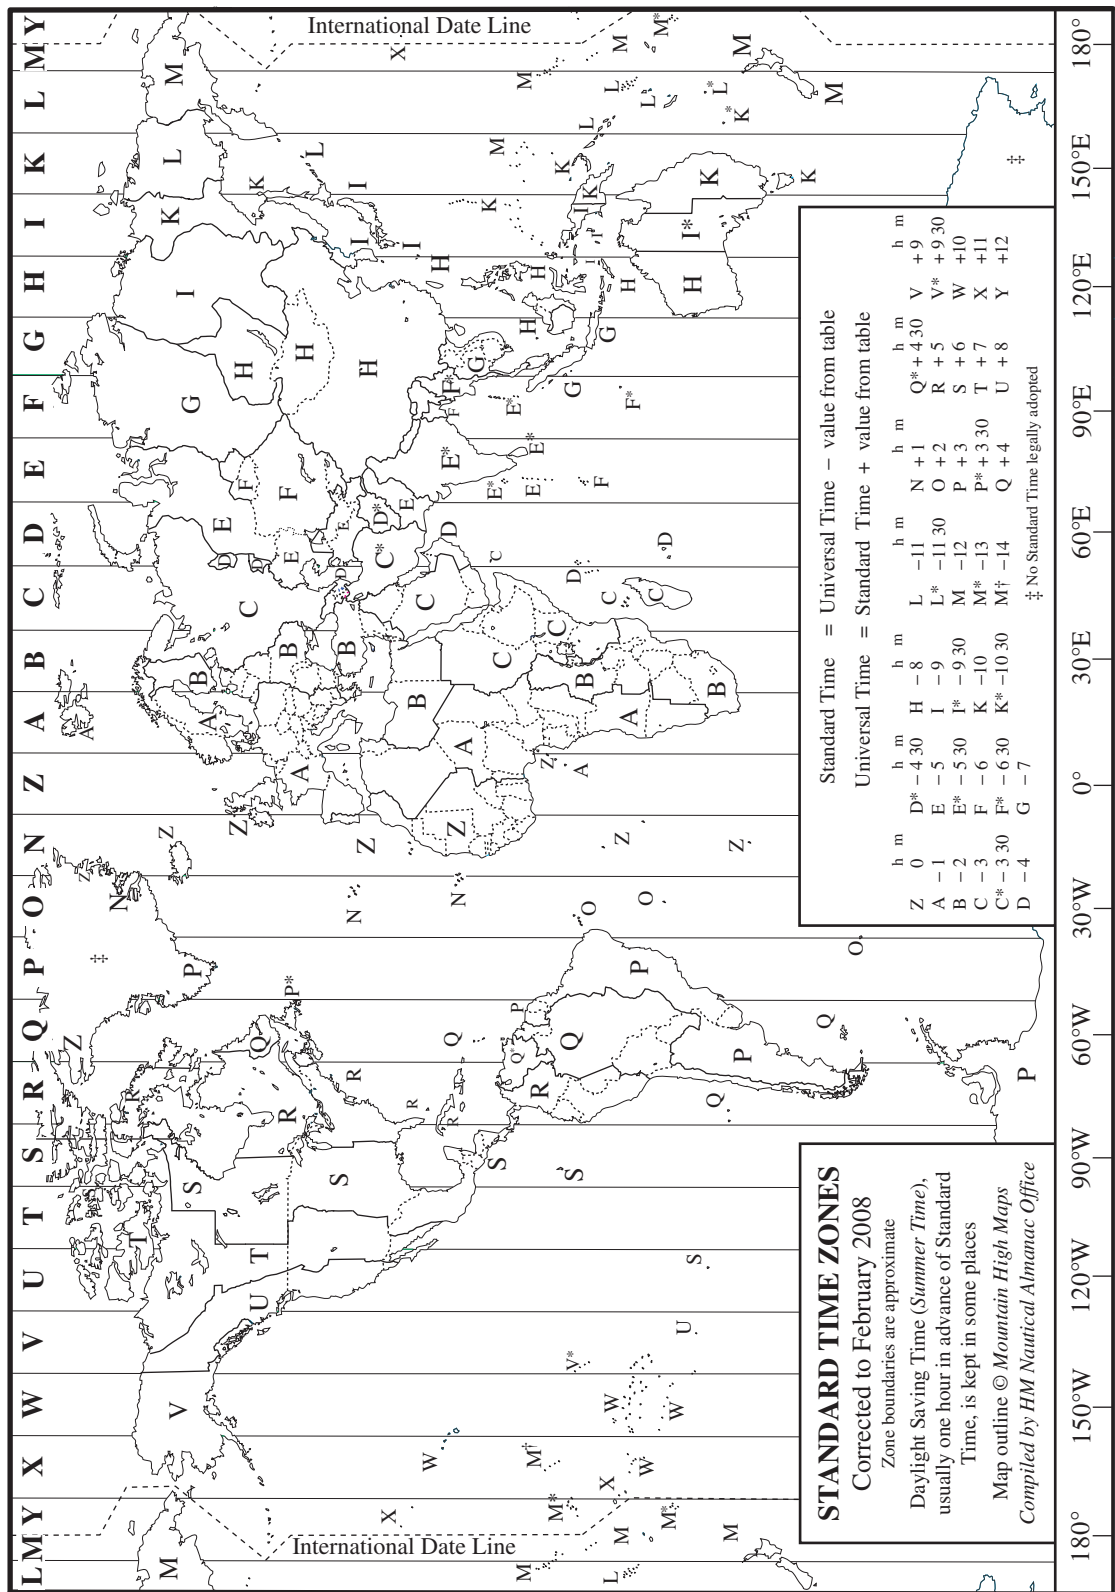 LMY X W V U T S R Q P O N Z A B C D E F G H I K L M Y
Z
‡
Z
A
T S R N Z
M V T S P Z A B C E G I K L M
S R Q
U T R P* A B B D E F H H K L
International Date Line
S R Z B C* D* E* H I I
International Date Line
X W N Q R N B C D E* F* G H K M X
M* M† S R Q* P A C E* F* H M
V* S R Q O Z A B C D F G H I K L M
M X W W P O Z A C F* H I* K L M*
M M* S U Q P Z B D H K L*
M Q O K M
P ‡
STANDARD TIME ZONES
Corrected to February 2008
Zone boundaries are approximate
Daylight Saving Time (Summer Time),
usually one hour in advance of Standard
Time, is kept in some places
Map outline © Mountain High Maps
Compiled by HM Nautical Almanac Office
Standard Time = Universal Time − value from table
Universal Time = Standard Time + value from table
h m h m h m h m h m h m h m
Z 0 D* − 4 30 H − 8 L −11 N + 1 Q* + 4 30 V + 9
A − 1 E − 5 I − 9 L* −11 30 O + 2 R + 5 V* + 9 30
B − 2 E* − 5 30 I* − 9 30 M −12 P + 3 S + 6 W +10
C − 3 F − 6 K −10 M* −13 P* + 3 30 T + 7 X +11
C* − 3 30 F* − 6 30 K* −10 30 M† −14 Q + 4 U + 8 Y +12
D − 4 G − 7 ‡ No Standard Time legally adopted
180° 150°W 120°W 90°W 60°W 30°W 0° 30°E 60°E 90°E 120°E 150°E 180°